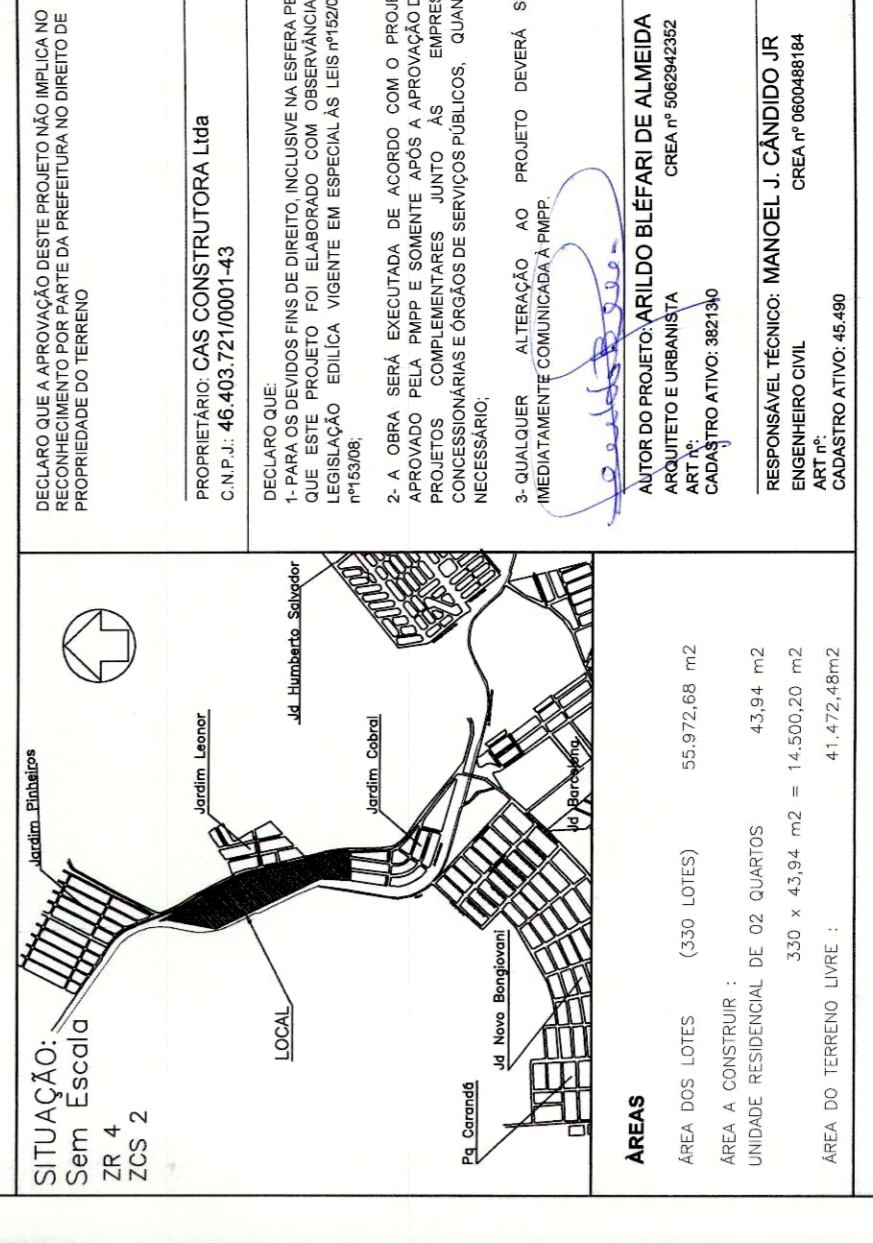 SITUAÇÃO:
Sem Escala
ZR 4
ZCS 2
Jardim Pinheiros
Jardim Leonor
LOCAL
Jd Humberto Salvador
Jardim Cobral
Jd Novo Bongiovani
Pq Carandá
Jd Barcelona
ÀREAS
ÁREA DOS LOTES (330 LOTES) 55.972,68 m2
ÁREA A CONSTRUIR :
UNIDADE RESIDENCIAL DE 02 QUARTOS 43,94 m2
330 x 43,94 m2 = 14.500,20 m2
ÁREA DO TERRENO LIVRE : 41.472,48m2
DECLARO QUE A APROVAÇÃO DESTE PROJETO NÃO IMPLICA NO
RECONHECIMENTO POR PARTE DA PREFEITURA NO DIREITO DE
PROPRIEDADE DO TERRENO
PROPRIETÁRIO: CAS CONSTRUTORA Ltda
C.N.P.J.: 46.403.721/0001-43
DECLARO QUE:
1- PARA OS DEVIDOS FINS DE DIREITO, INCLUSIVE NA ESFERA PE
QUE ESTE PROJETO FOI ELABORADO COM OBSERVÂNCIA
LEGISLAÇÃO EDILÍCA VIGENTE EM ESPECIAL ÀS LEIS nº152/0
nº153/08;
2- A OBRA SERÁ EXECUTADA DE ACORDO COM O PROJE
APROVADO PELA PMPP E SOMENTE APÓS A APROVAÇÃO D
PROJETOS COMPLEMENTARES JUNTO ÀS EMPRES
CONCESSIONÁRIAS E ÓRGÃOS DE SERVIÇOS PÚBLICOS, QUAN
NECESSÁRIO;
3- QUALQUER ALTERAÇÃO AO PROJETO DEVERÁ S
IMEDIATAMENTE COMUNICADA À PMPP.
AUTOR DO PROJETO: ARILDO BLÉFARI DE ALMEIDA
ARQUITETO E URBANISTA CREA nº 5062942352
ART nº:
CADASTRO ATIVO: 38213-0
RESPONSÁVEL TÉCNICO: MANOEL J. CÂNDIDO JR
ENGENHEIRO CIVIL CREA nº 0600488184
ART nº:
CADASTRO ATIVO: 45.490